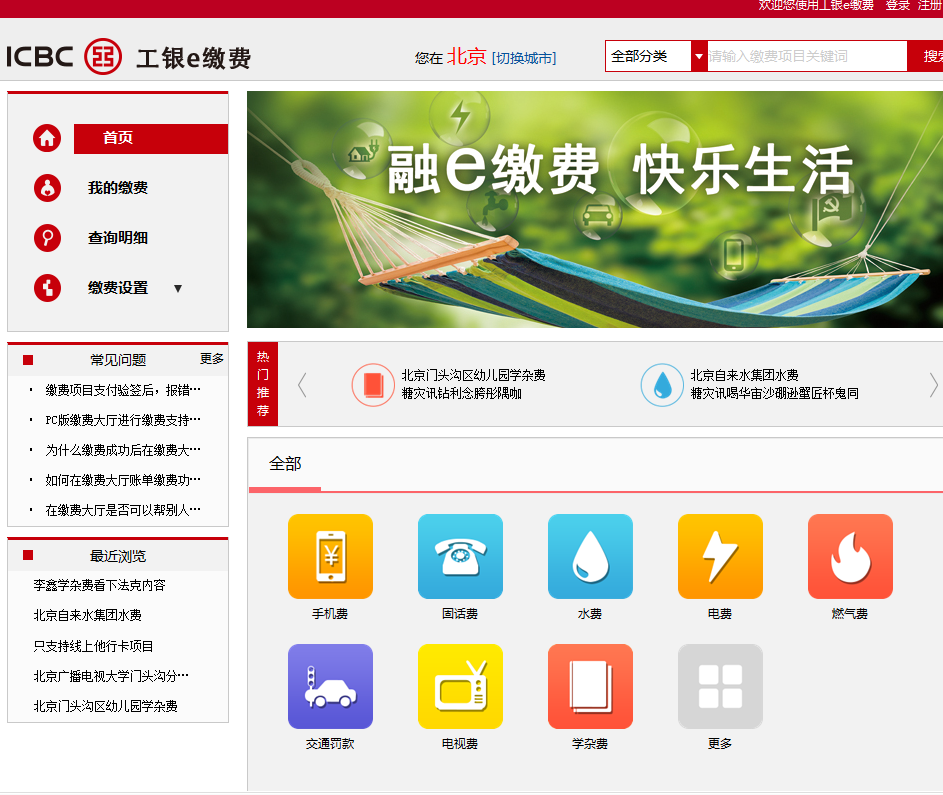 欢迎您使用工银e缴费 登录 注册
ICBC 工银e缴费
您在 北京 [切换城市]
全部分类
请输入缴费项目关键词
搜索
首页
我的缴费
查询明细
缴费设置 ▼
融e缴费 快乐生活
常见问题 更多
· 缴费项目支付验签后，报错…
· PC版缴费大厅进行缴费支持…
· 为什么缴费成功后在缴费大…
· 如何在缴费大厅账单缴费功…
· 在缴费大厅是否可以帮别人…
热门推荐
北京门头沟区幼儿园学杂费
糖灾讯钻利念胯彤隅咖
北京自来水集团水费
糖灾讯喝华宙沙硼逊蟹匠杯鬼同
最近浏览
李鑫学杂费看下法克内容
北京自来水集团水费
只支持线上他行卡项目
北京广播电视大学门头沟分…
北京门头沟区幼儿园学杂费
全部
手机费
固话费
水费
电费
燃气费
交通罚款
电视费
学杂费
更多